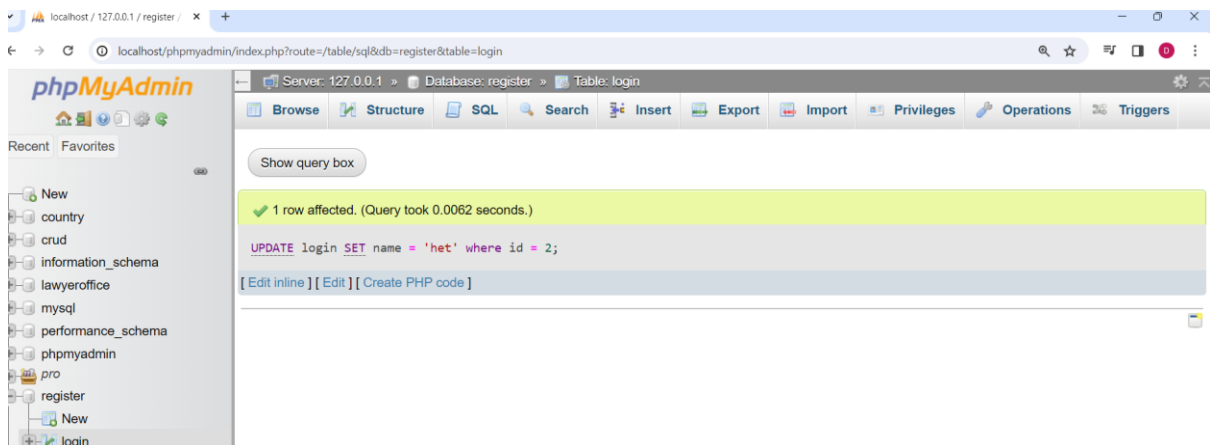 localhost / 127.0.0.1 / register /
localhost/phpmyadmin/index.php?route=/table/sql&db=register&table=login
D
phpMyAdmin
Recent Favorites
New
country
crud
information_schema
lawyeroffice
mysql
performance_schema
phpmyadmin
pro
register
New
login
Server: 127.0.0.1 » Database: register » Table: login
Browse Structure SQL Search Insert Export Import Privileges Operations Triggers
Show query box
1 row affected. (Query took 0.0062 seconds.)
UPDATE login SET name = 'het' where id = 2;
[ Edit inline ] [ Edit ] [ Create PHP code ]